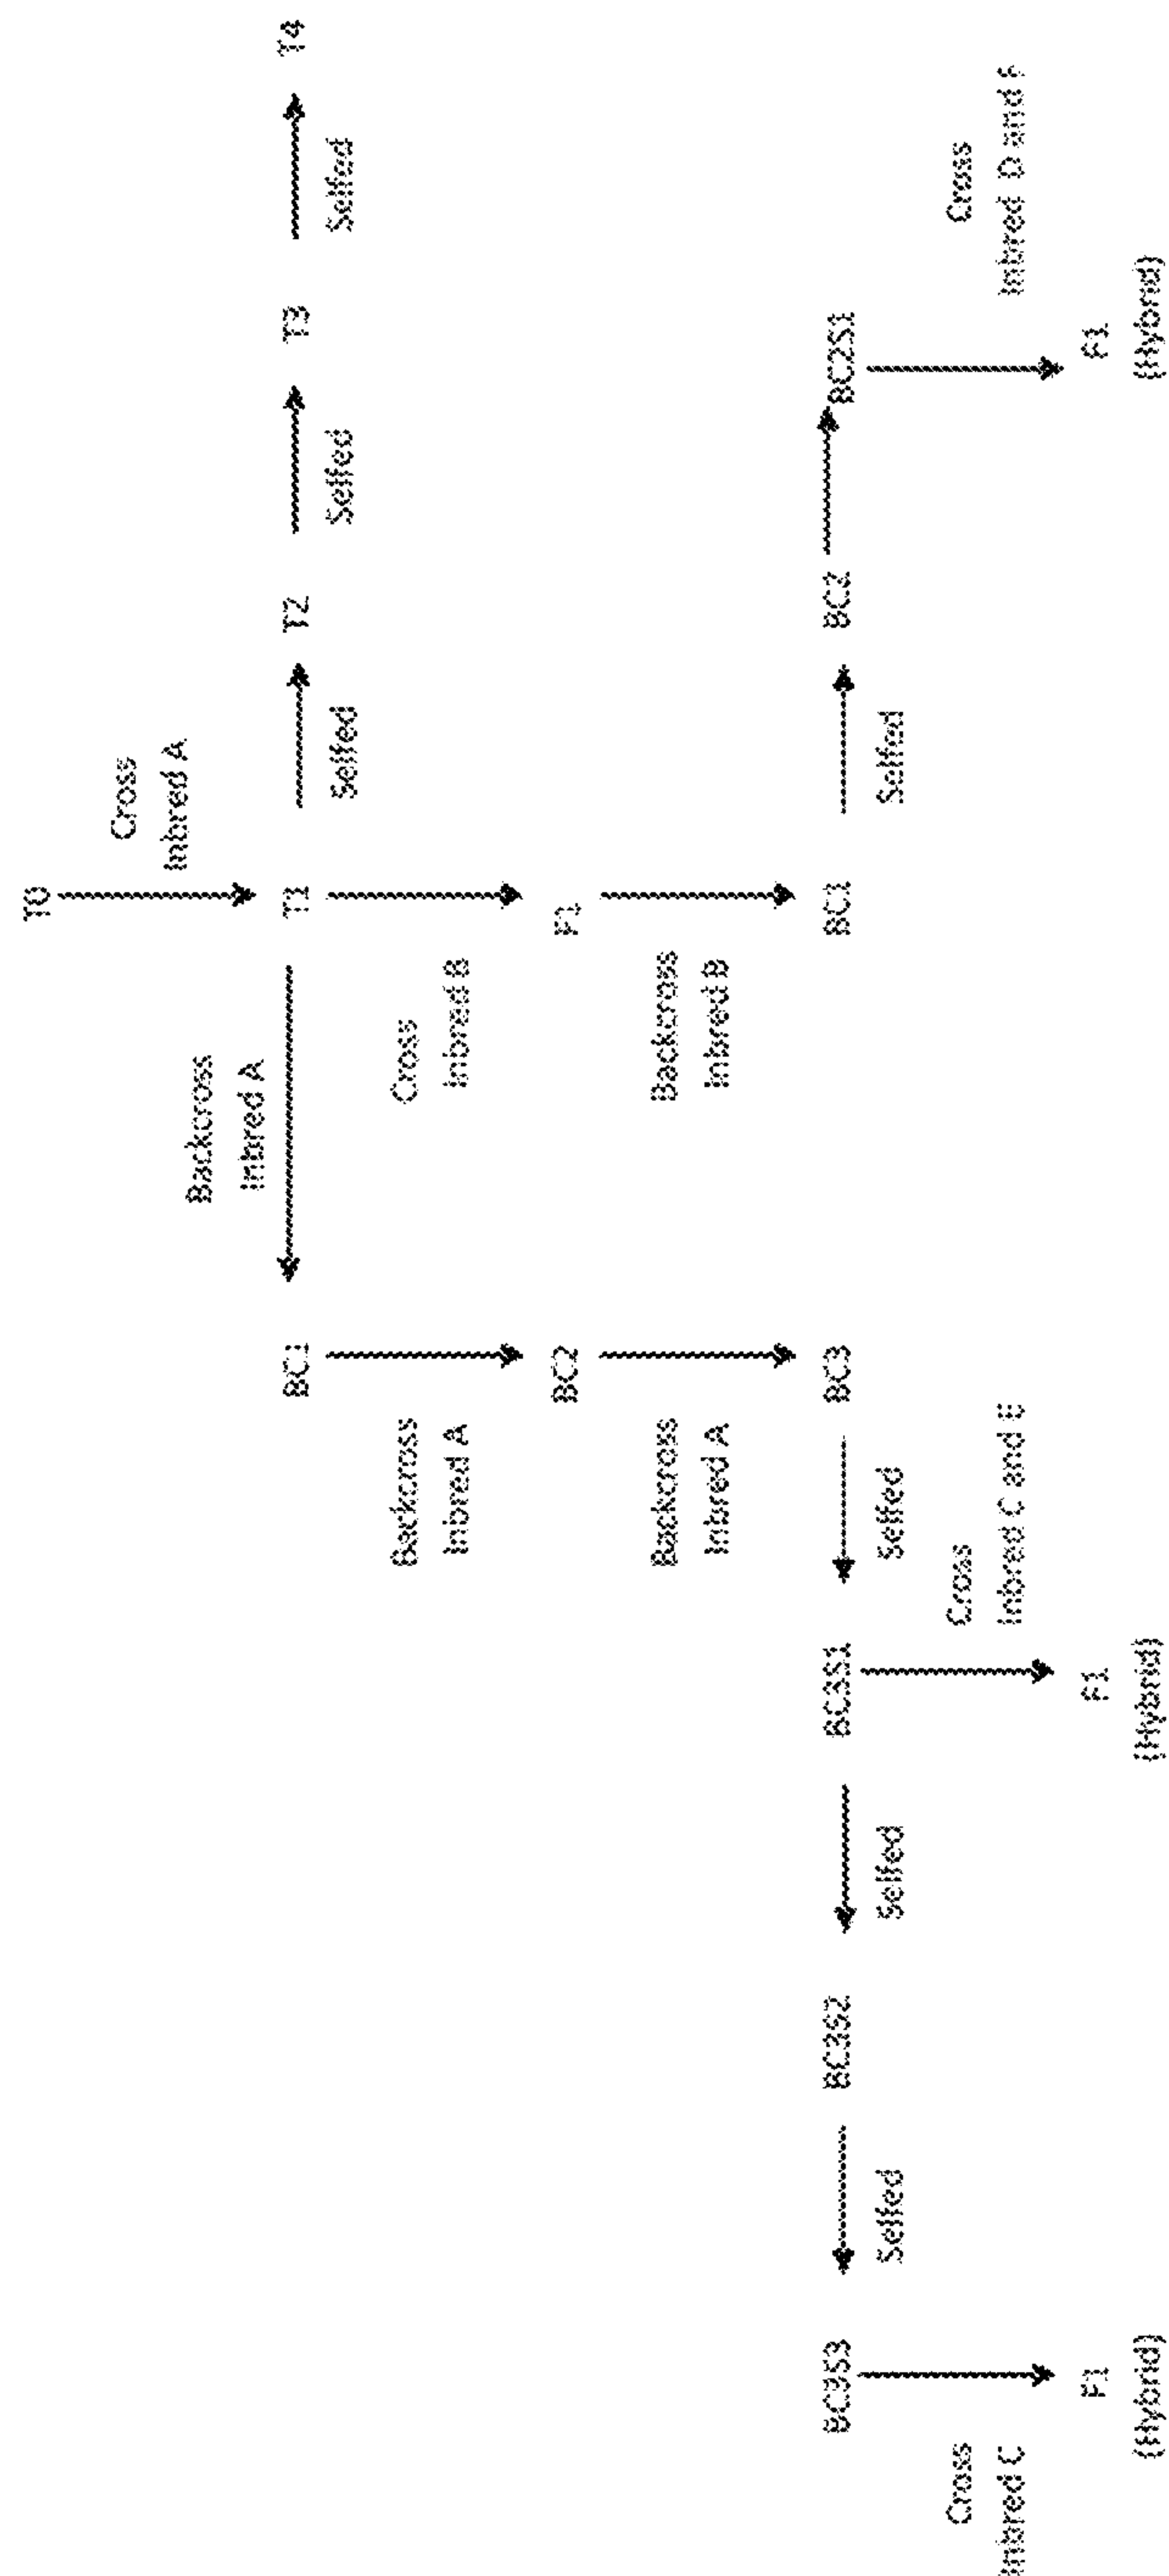 T0
Cross
Inbred A
Backcross
Inbred A
BC1
T1
T2
T3
T4
Selfed
Selfed
Selfed
Backcross
Inbred A
Cross
Inbred B
BC2
F1
Backcross
Inbred A
Backcross
Inbred B
BC3S3
BC3S2
BC3S1
BC3
BC1
BC2
BC2S1
Selfed
Selfed
Selfed
Selfed
Cross
Inbred C
Cross
Inbred C and E
Cross
Inbred D and F
F1
(Hybrid)
F1
(Hybrid)
F1
(Hybrid)